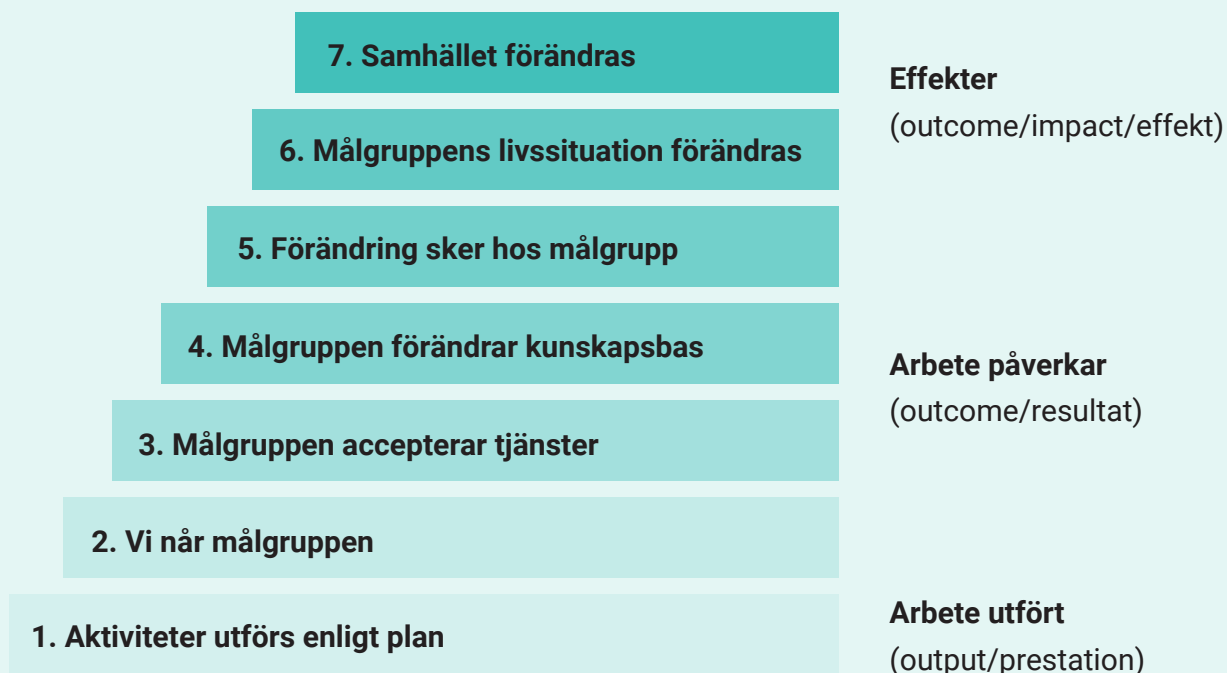 7. Samhället förändras
Effekter
(outcome/impact/effekt)
6. Målgruppens livssituation förändras
5. Förändring sker hos målgrupp
4. Målgruppen förändrar kunskapsbas
Arbete påverkar
(outcome/resultat)
3. Målgruppen accepterar tjänster
2. Vi når målgruppen
Arbete utfört
(output/prestation)
1. Aktiviteter utförs enligt plan